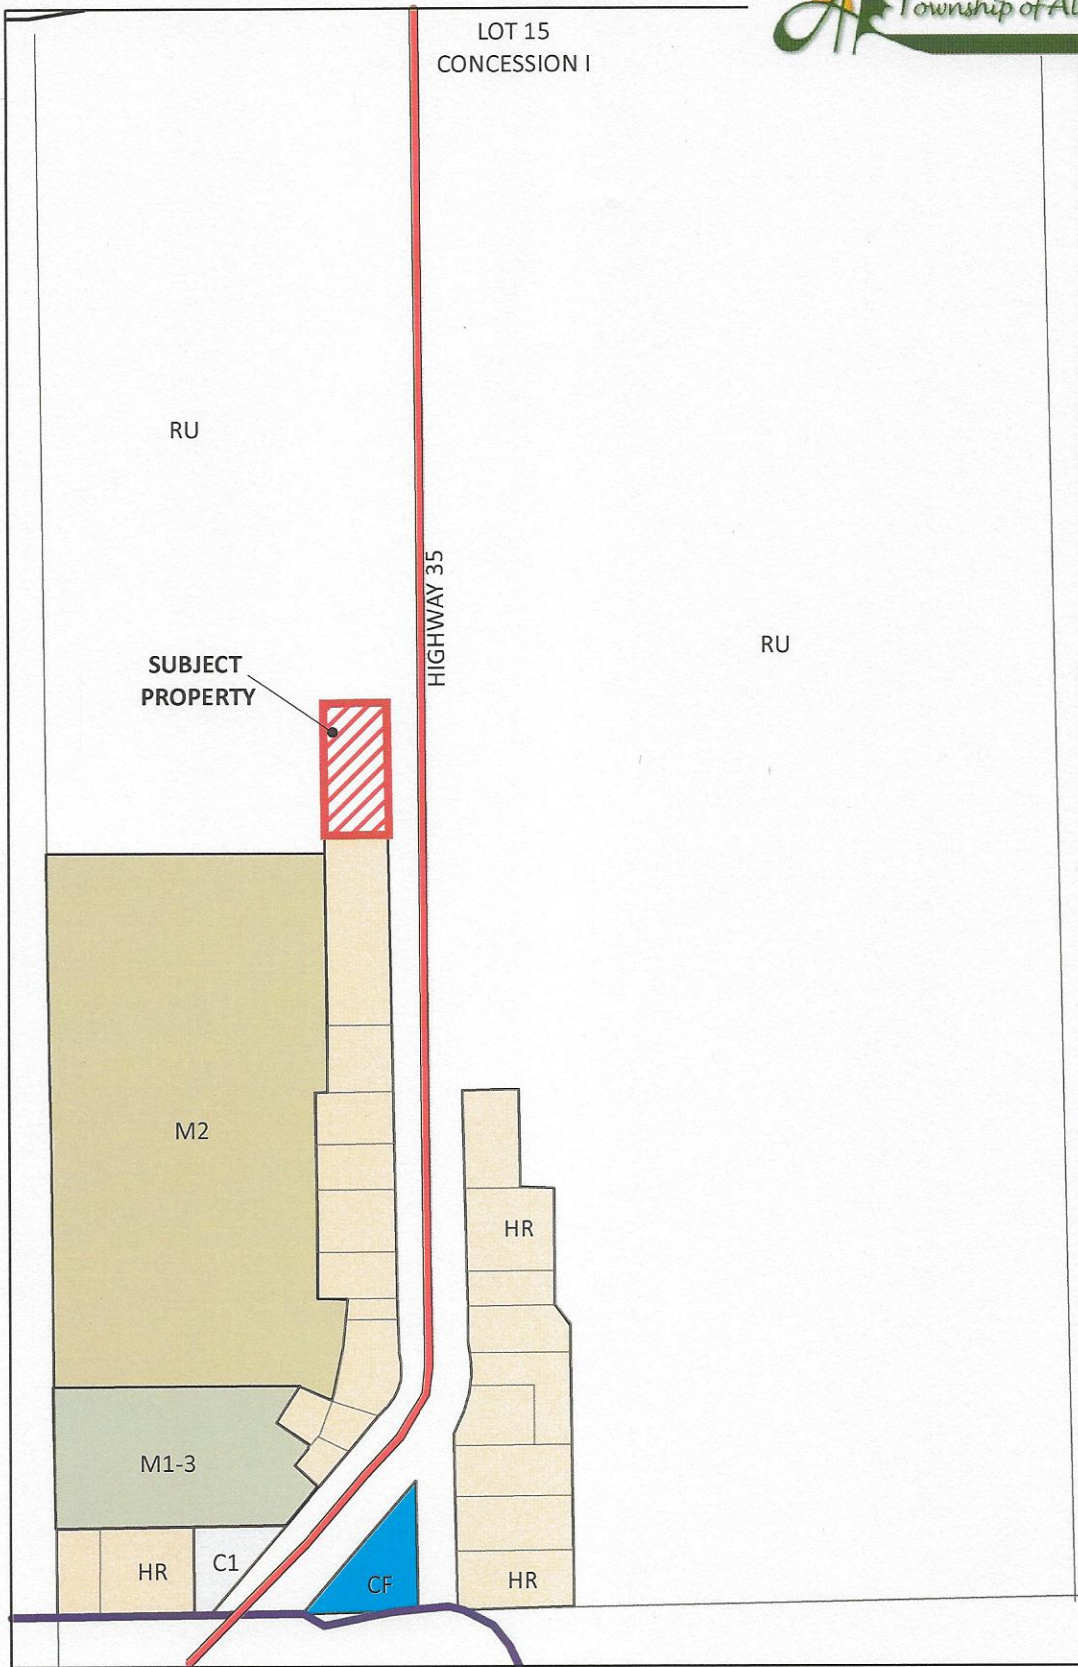 Township of
LOT 15
CONCESSION I
RU
HIGHWAY 35
RU
SUBJECT
PROPERTY
M2
HR
M1-3
HR
C1
CF
HR